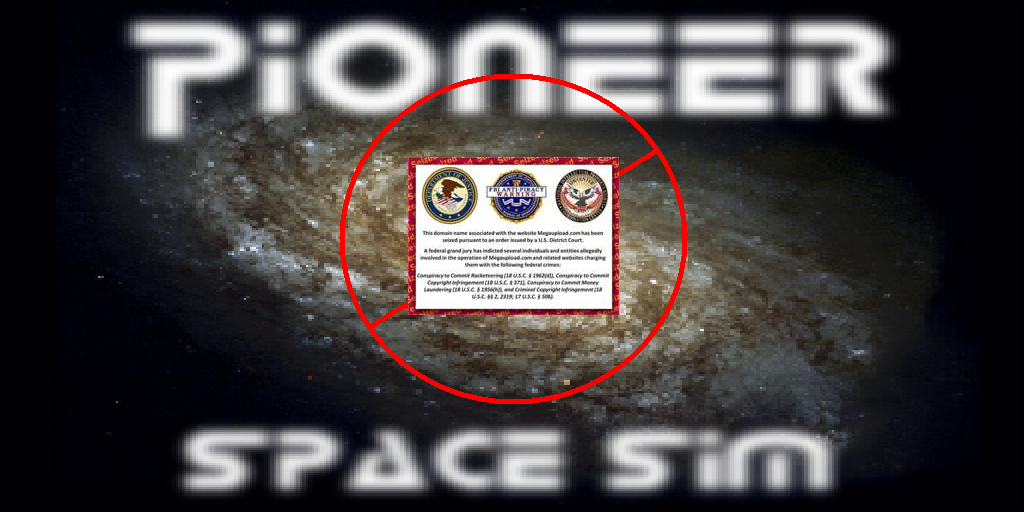 PiONEER
FBI ANTI-PIRACY
WARNING
This domain name associated with the website Megaupload.com has been
seized pursuant to an order issued by a U.S. District Court.
A federal grand jury has indicted several individuals and entities allegedly
involved in the operation of Megaupload.com and related websites charging
them with the following federal crimes:
Conspiracy to Commit Racketeering (18 U.S.C. § 1962(d)), Conspiracy to Commit
Copyright Infringement (18 U.S.C. § 371), Conspiracy to Commit Money
Laundering (18 U.S.C. § 1956(h)), and Criminal Copyright Infringement (18
U.S.C. §§ 2, 2319; 17 U.S.C. § 506).
SPACE SiM